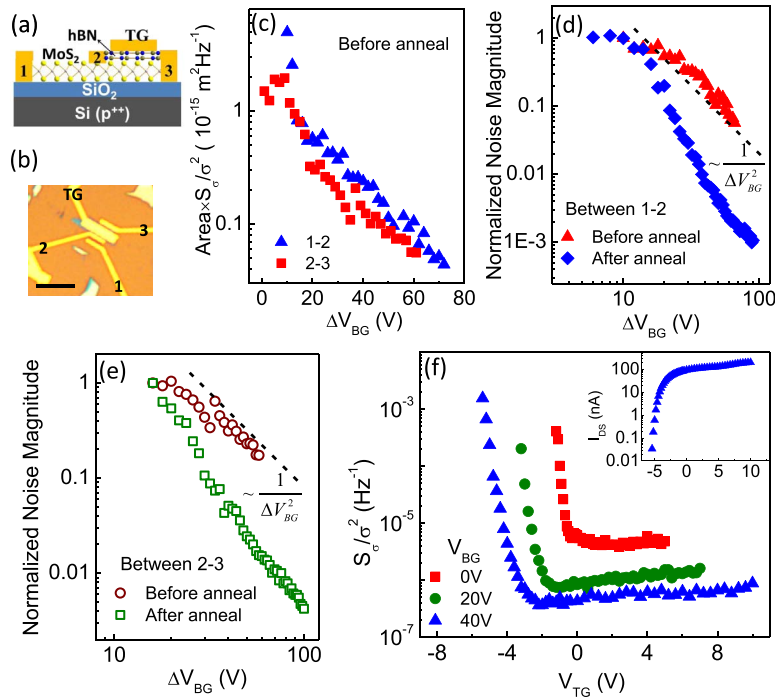 (a)
hBN
TG
MoS2
2
1
3
SiO2
Si (p++)
(b)
TG
3
2
1
(c)
Before anneal
Area×Sσ/σ² ( 10⁻¹⁵ m²Hz⁻¹)
1
0.1
1-2
2-3
0 20 40 60 80
ΔVBG (V)
(d)
Normalized Noise Magnitude
1
0.1
0.01
1E-3
~ 1/ΔV²BG
Between 1-2
Before anneal
After anneal
10 100
ΔVBG (V)
(e)
Normalized Noise Magnitude
1
0.1
0.01
~ 1/ΔV²BG
Between 2-3
Before anneal
After anneal
10 100
ΔVBG (V)
(f)
Sσ/σ² (Hz⁻¹)
10⁻³
10⁻⁵
10⁻⁷
VBG
0V
20V
40V
-8 -4 0 4 8
VTG (V)
IDS (nA)
100
10
1
0.1
0.01
-5 0 5 10